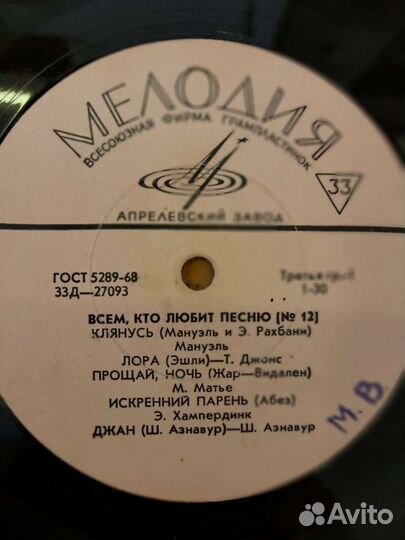 МЕЛОДИЯ
ВСЕСОЮЗНАЯ ФИРМА ГРАМПЛАСТИНОК
33
АПРЕЛЕВСКИЙ ЗАВОД
ГОСТ 5289-68
33Д—27093
Третья
1-30
ВСЕМ, КТО ЛЮБИТ ПЕСНЮ (№ 12)
КЛЯНУСЬ (Мануэль и Э. Рахбани)
Мануэль
ЛОРА (Эшли)—Т. Джонс
ПРОЩАЙ, НОЧЬ (Жар—Видален)
М. Матье
ИСКРЕННИЙ ПАРЕНЬ (Абез)
Э. Хампердинк
ДЖАН (Ш. Азнавур)—Ш. Азнавур
М. В.
Avito